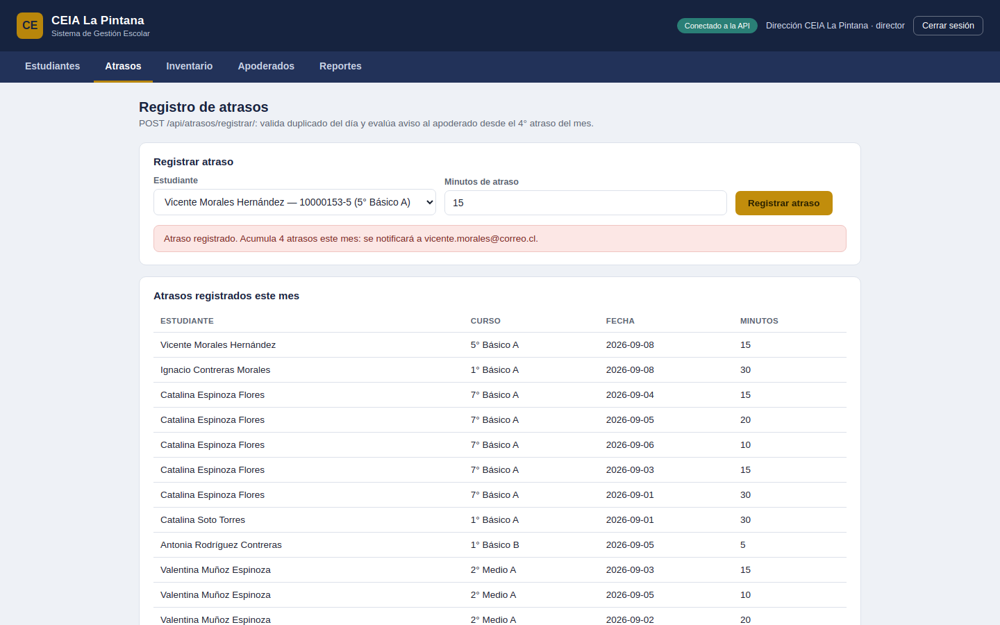 CE
CEIA La Pintana
Sistema de Gestión Escolar
Conectado a la API
Dirección CEIA La Pintana · director
Cerrar sesión
Estudiantes Atrasos Inventario Apoderados Reportes
Registro de atrasos
POST /api/atrasos/registrar/: valida duplicado del día y evalúa aviso al apoderado desde el 4° atraso del mes.
Registrar atraso
Estudiante
Minutos de atraso
Vicente Morales Hernández — 10000153-5 (5° Básico A)
15
Registrar atraso
Atraso registrado. Acumula 4 atrasos este mes: se notificará a vicente.morales@correo.cl.
Atrasos registrados este mes
ESTUDIANTE CURSO FECHA MINUTOS
Vicente Morales Hernández 5° Básico A 2026-09-08 15
Ignacio Contreras Morales 1° Básico A 2026-09-08 30
Catalina Espinoza Flores 7° Básico A 2026-09-04 15
Catalina Espinoza Flores 7° Básico A 2026-09-05 20
Catalina Espinoza Flores 7° Básico A 2026-09-06 10
Catalina Espinoza Flores 7° Básico A 2026-09-03 15
Catalina Espinoza Flores 7° Básico A 2026-09-01 30
Catalina Soto Torres 1° Básico A 2026-09-01 30
Antonia Rodríguez Contreras 1° Básico B 2026-09-05 5
Valentina Muñoz Espinoza 2° Medio A 2026-09-03 15
Valentina Muñoz Espinoza 2° Medio A 2026-09-05 10
Valentina Muñoz Espinoza 2° Medio A 2026-09-02 20